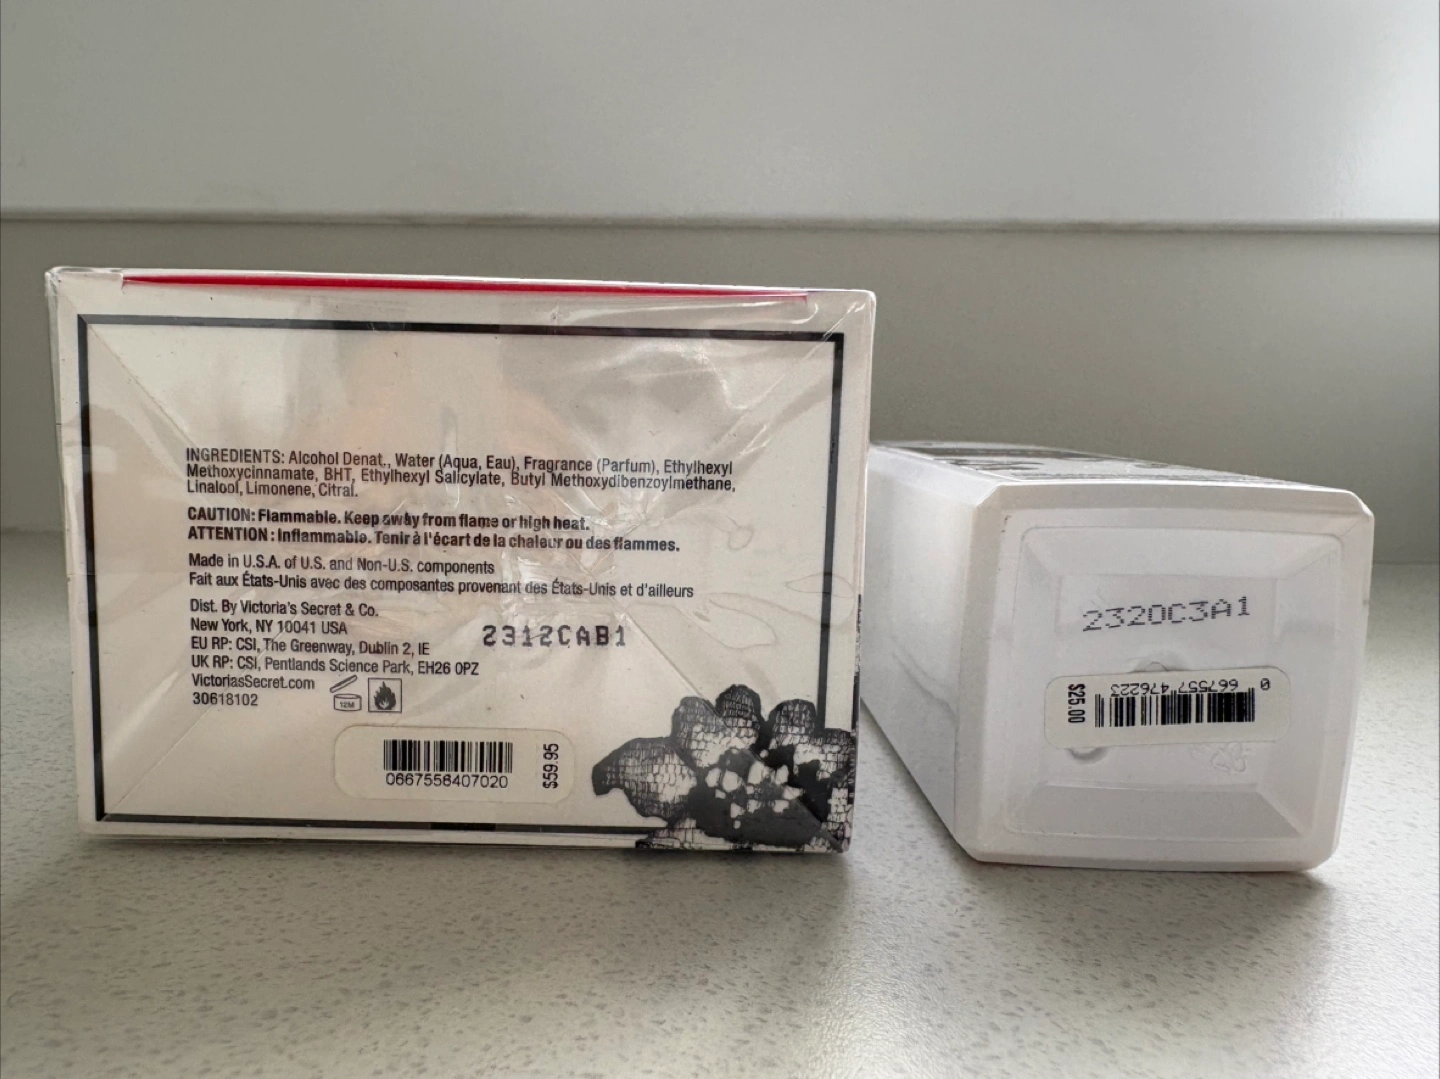 INGREDIENTS: Alcohol Denat., Water (Aqua, Eau), Fragrance (Parfum), Ethylhexyl
Methoxycinnamate, BHT, Ethylhexyl Salicylate, Butyl Methoxydibenzoylmethane,
Linalool, Limonene, Citral.
CAUTION: Flammable. Keep away from flame or high heat.
ATTENTION : Inflammable. Tenir à l'écart de la chaleur ou des flammes.
Made in U.S.A. of U.S. and Non-U.S. components
Fait aux États-Unis avec des composantes provenant des États-Unis et d'ailleurs
Dist. By Victoria's Secret & Co.
New York, NY 10041 USA
EU RP: CSI, The Greenway, Dublin 2, IE
UK RP: CSI, Pentlands Science Park, EH26 0PZ
VictoriasSecret.com
30618102
12M
2312CAB1
0667556407020
$59.95
2320C3A1
0 667557 476223
$25.00